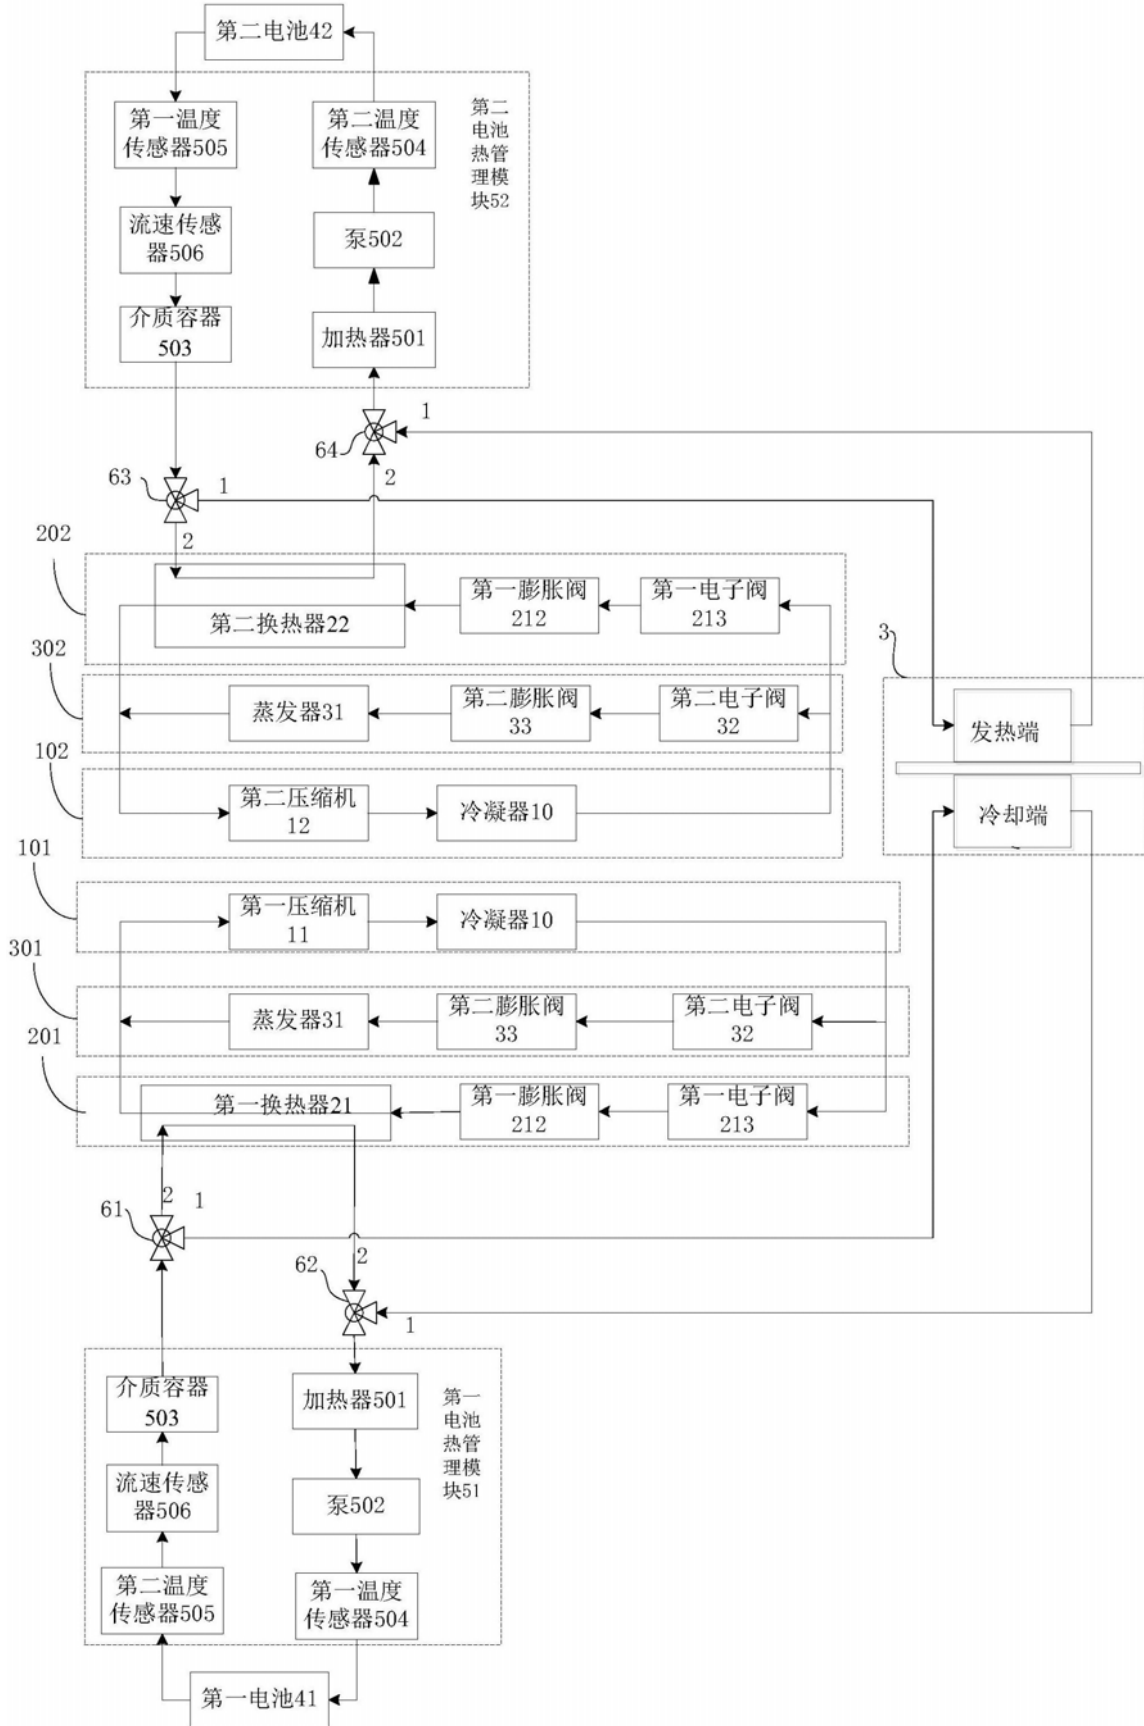 第二电池42
第一温度
传感器505
第二温度
传感器504
第二
电池
热管
理模
块52
流速传感
器506
泵502
介质容器
503
加热器501
64
1
2
63
1
2
202
第二换热器22
第一膨胀阀
212
第一电子阀
213
3
302
蒸发器31
第二膨胀阀
33
第二电子阀
32
发热端
102
第二压缩机
12
冷凝器10
冷却端
101
第一压缩机
11
冷凝器10
301
蒸发器31
第二膨胀阀
33
第二电子阀
32
201
第一换热器21
第一膨胀阀
212
第一电子阀
213
61
2
1
62
2
1
介质容器
503
加热器501
第一
电池
热管
理模
块51
流速传感
器506
泵502
第二温度
传感器505
第一温度
传感器504
第一电池41